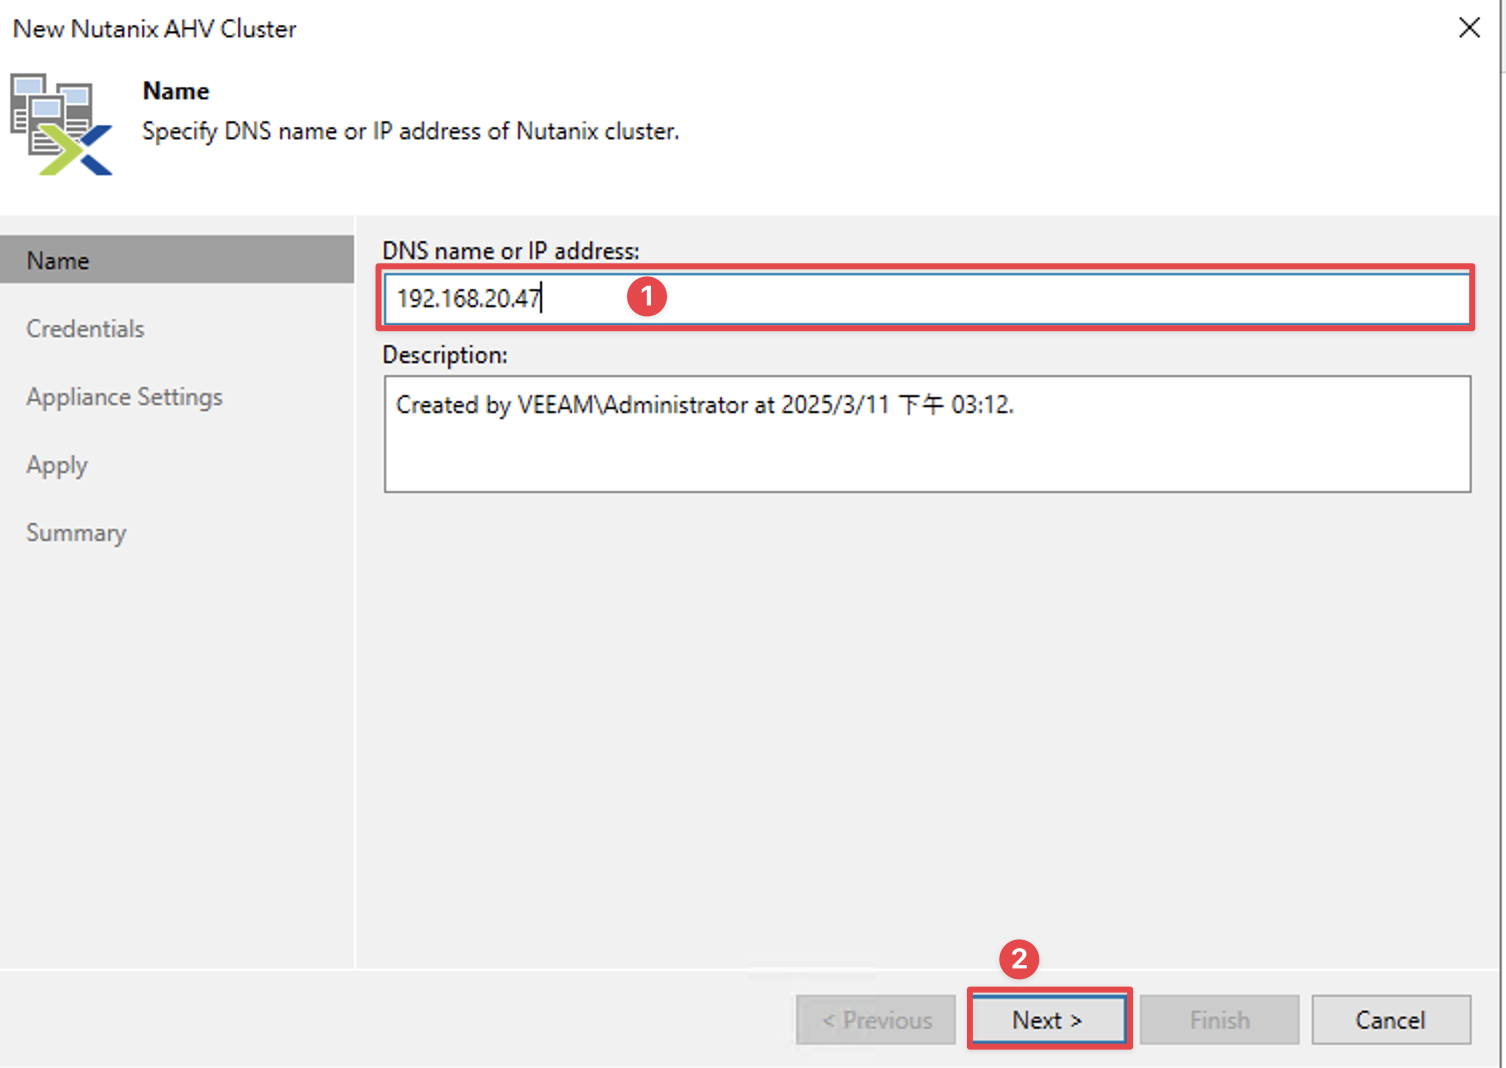 New Nutanix AHV Cluster
Name
Specify DNS name or IP address of Nutanix cluster.
Name
Credentials
Appliance Settings
Apply
Summary
DNS name or IP address:
192.168.20.47 1
Description:
Created by VEEAM\Administrator at 2025/3/11 下午 03:12.
2
< Previous Next > Finish Cancel